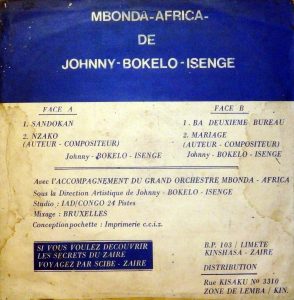 MBONDA-AFRICA-
DE
JOHNNY-BOKELO-ISENGE
FACE A
1. SANDOKAN
2. NZAKO
(AUTEUR - COMPOSITEUR)
Johnny - BOKELO - ISENGE
FACE B
1. BA DEUXIEME BUREAU
2. MARIAGE
(AUTEUR - COMPOSITEUR)
Johnny - BOKELO - ISENGE
Avec l'ACCOMPAGNEMENT DU GRAND ORCHESTRE MBONDA - AFRICA
Sous la Direction Artistique de Johnny - BOKELO - ISENGE
Studio : IAD/CONGO 24 Pistes
Mixage : BRUXELLES
Conception pochette : Imprimerie c.c.i.z.
SI VOUS VOULEZ DECOUVRIR
LES SECRETS DU ZAIRE
VOYAGEZ PAR SCIBE - ZAIRE
B.P. 103 / LIMETE
KINSHASA - ZAIRE
DISTRIBUTION
Rue KISAKU N° 3310
ZONE DE LEMBA / KIN.